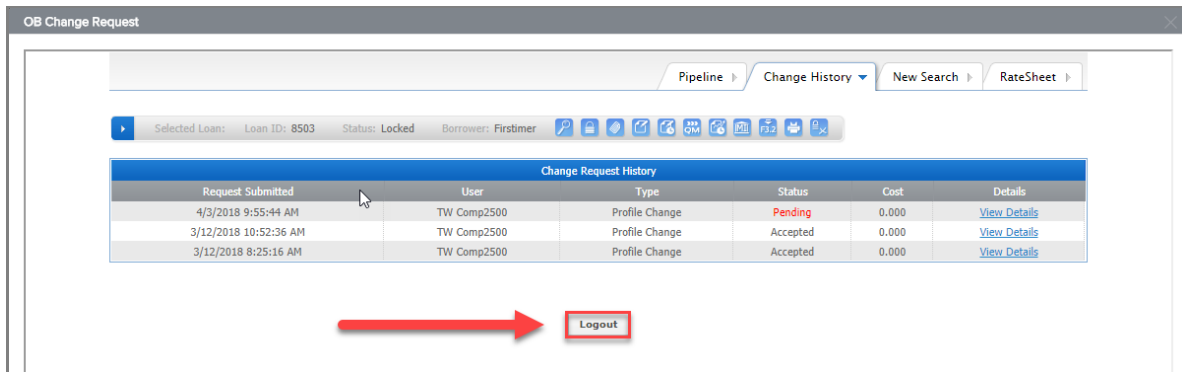 OB Change Request
Pipeline Change History New Search RateSheet
Selected Loan: Loan ID: 8503 Status: Locked Borrower: Firstimer QM MI F3.2
Change Request History
Request Submitted User Type Status Cost Details
4/3/2018 9:55:44 AM TW Comp2500 Profile Change Pending 0.000 View Details
3/12/2018 10:52:36 AM TW Comp2500 Profile Change Accepted 0.000 View Details
3/12/2018 8:25:16 AM TW Comp2500 Profile Change Accepted 0.000 View Details
Logout